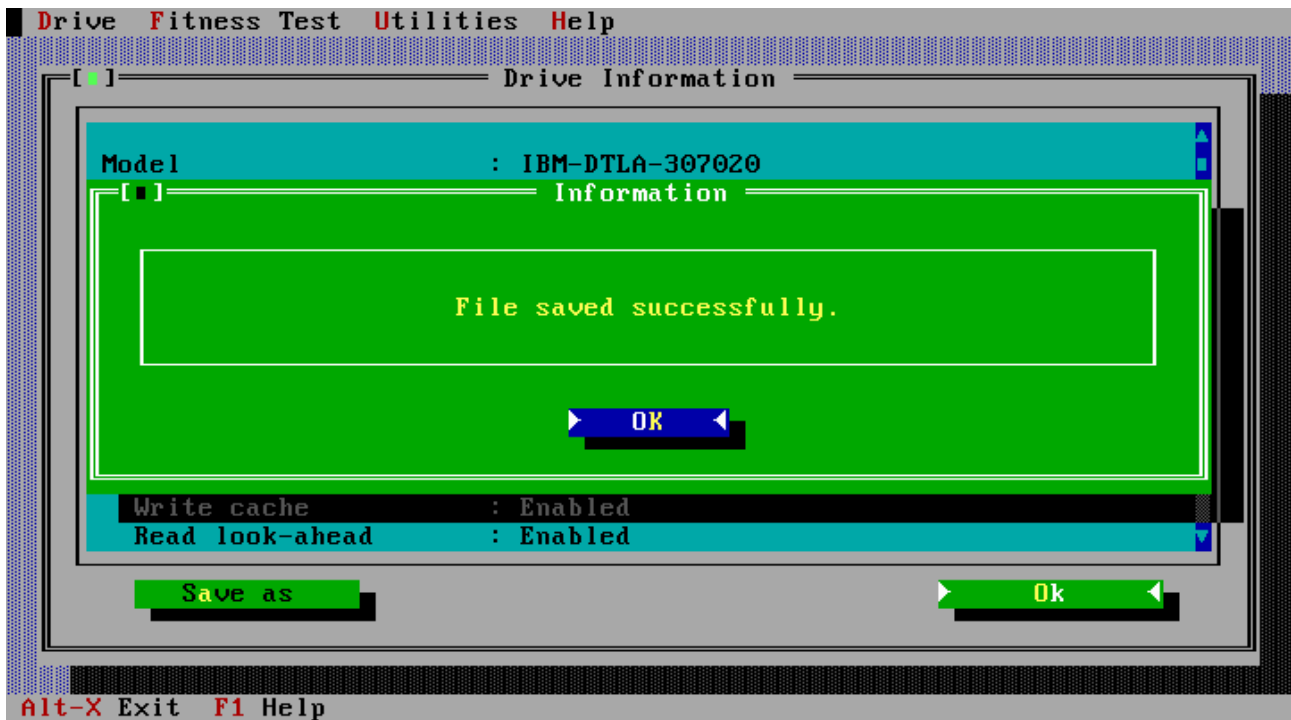 Drive Fitness Test Utilities Help
Drive Information
Model : IBM-DTLA-307020
Information
File saved successfully.
OK
Write cache : Enabled
Read look-ahead : Enabled
Save as Ok
Alt-X Exit F1 Help